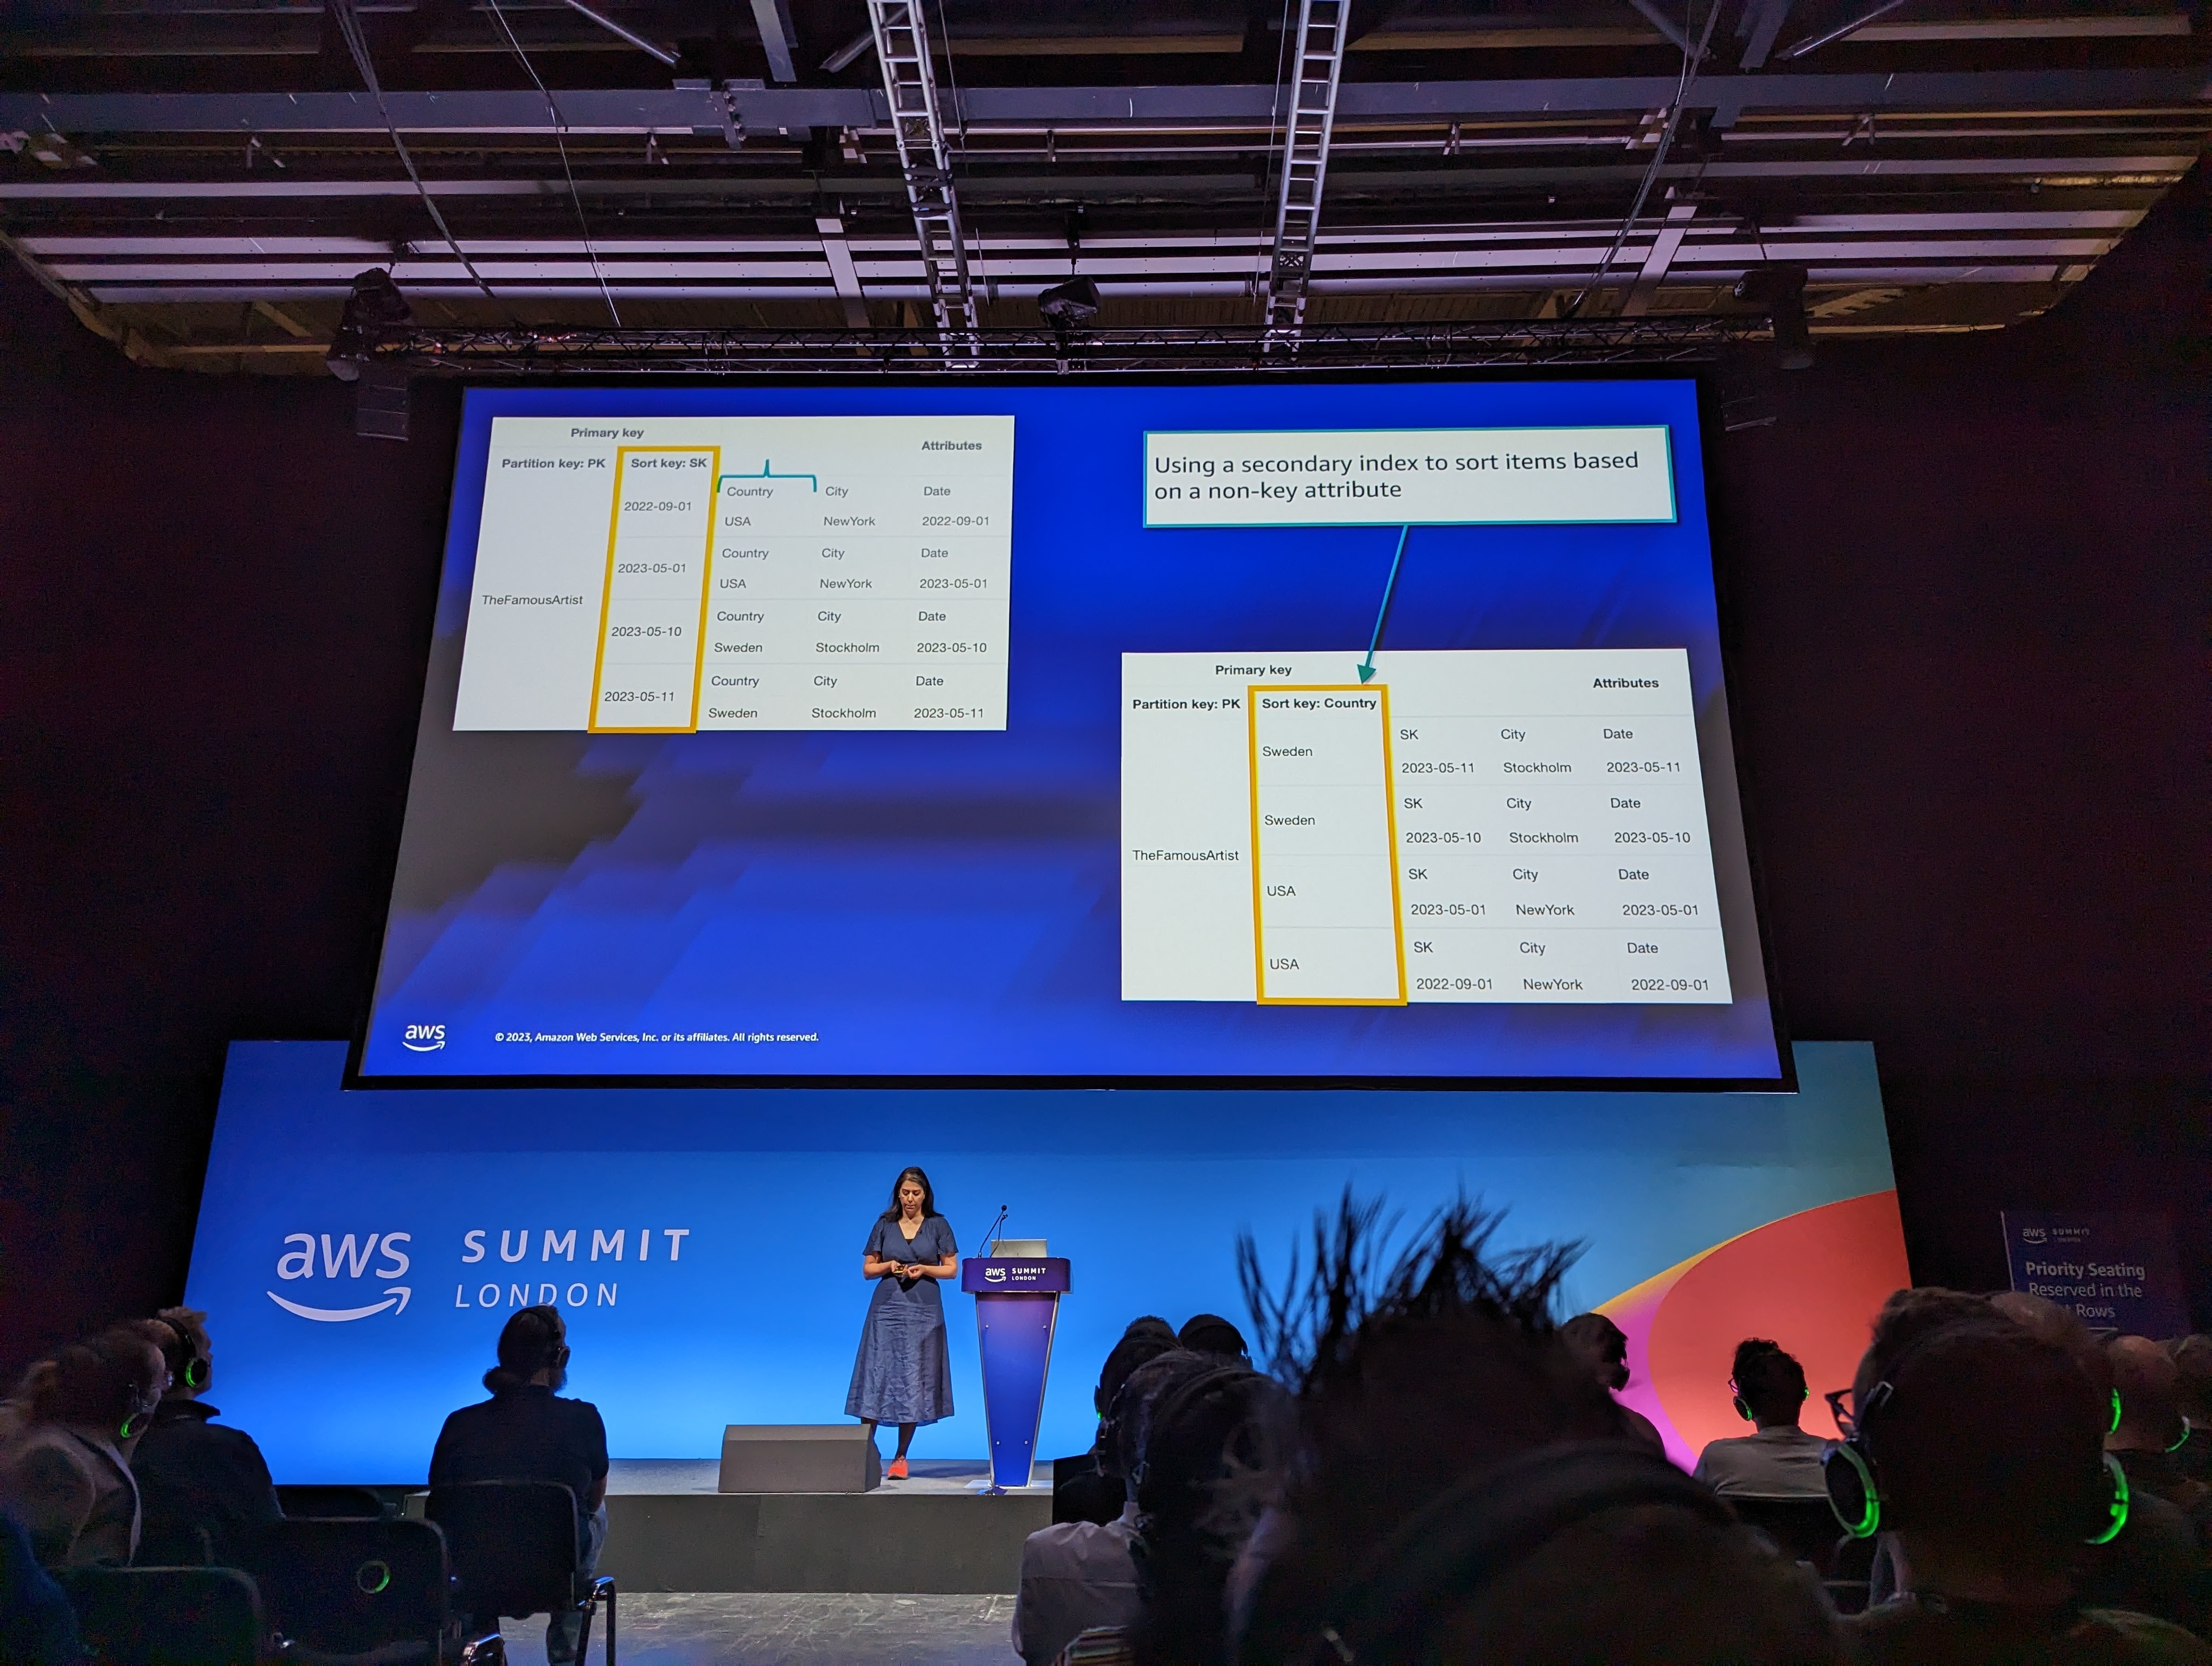 Primary key
Attributes
Partition key: PK
Sort key: SK
TheFamousArtist
2022-09-01
Country City Date
USA NewYork 2022-09-01
2023-05-01
Country City Date
USA NewYork 2023-05-01
2023-05-10
Country City Date
Sweden Stockholm 2023-05-10
2023-05-11
Country City Date
Sweden Stockholm 2023-05-11
Using a secondary index to sort items based
on a non-key attribute
Primary key
Attributes
Partition key: PK
Sort key: Country
TheFamousArtist
Sweden
SK City Date
2023-05-11 Stockholm 2023-05-11
Sweden
SK City Date
2023-05-10 Stockholm 2023-05-10
USA
SK City Date
2023-05-01 NewYork 2023-05-01
USA
SK City Date
2022-09-01 NewYork 2022-09-01
aws
© 2023, Amazon Web Services, Inc. or its affiliates. All rights reserved.
aws SUMMIT
LONDON
aws SUMMIT
LONDON
aws SUMMIT
Priority Seating
Reserved in the
Rows